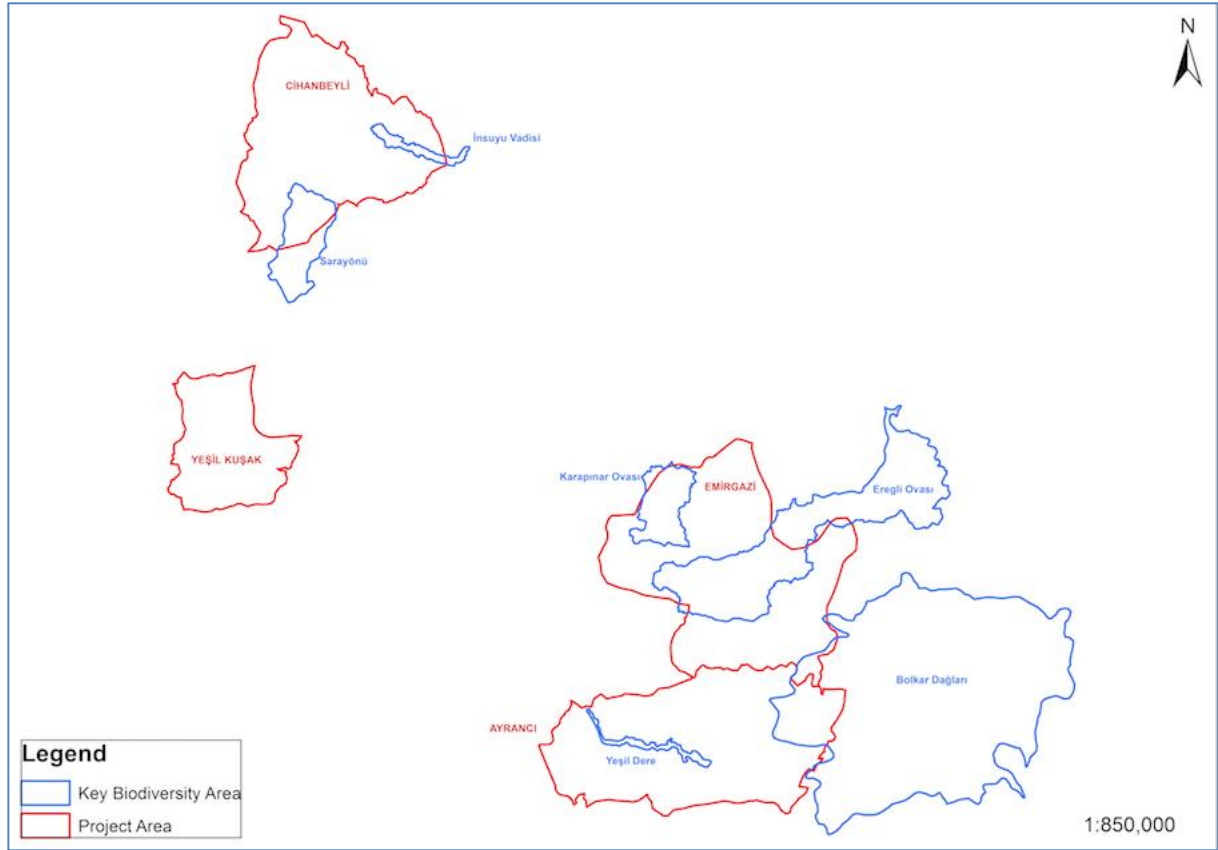 N
CİHANBEYLİ
İnsuyu Vadisi
Sarayönü
YEŞİL KUŞAK
Karapınar Ovası
EMİRGAZİ
Eregli Ovası
Bolkar Dağları
AYRANCI
Yeşil Dere
Legend
Key Biodiversity Area
Project Area
1:850,000